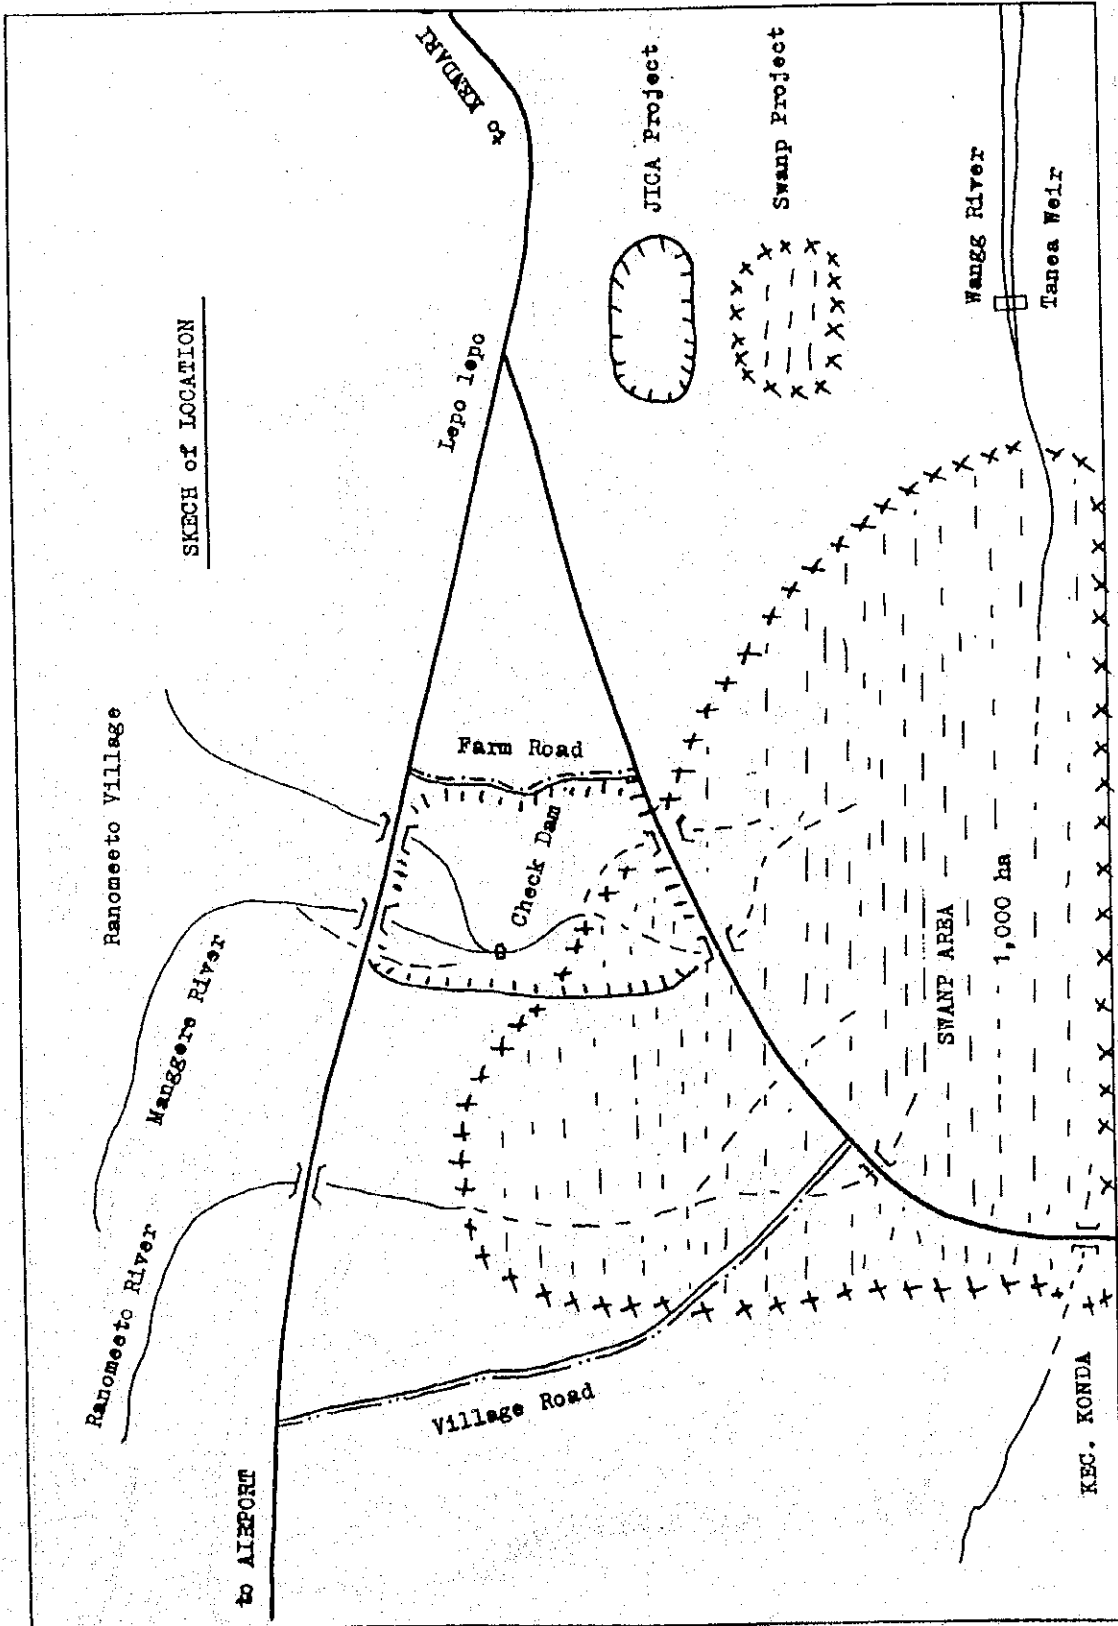 SKECH of LOCATION
to KENDARI
Lepo lepo
JICA Project
Swanp Project
Wangg River
Tanea Weir
Ranomeeto Village
Manggere River
Ranomeeto River
Farm Road
Check Dam
SWANP AREA
1,000 ha
Village Road
to AIRPORT
KEC. KONDA